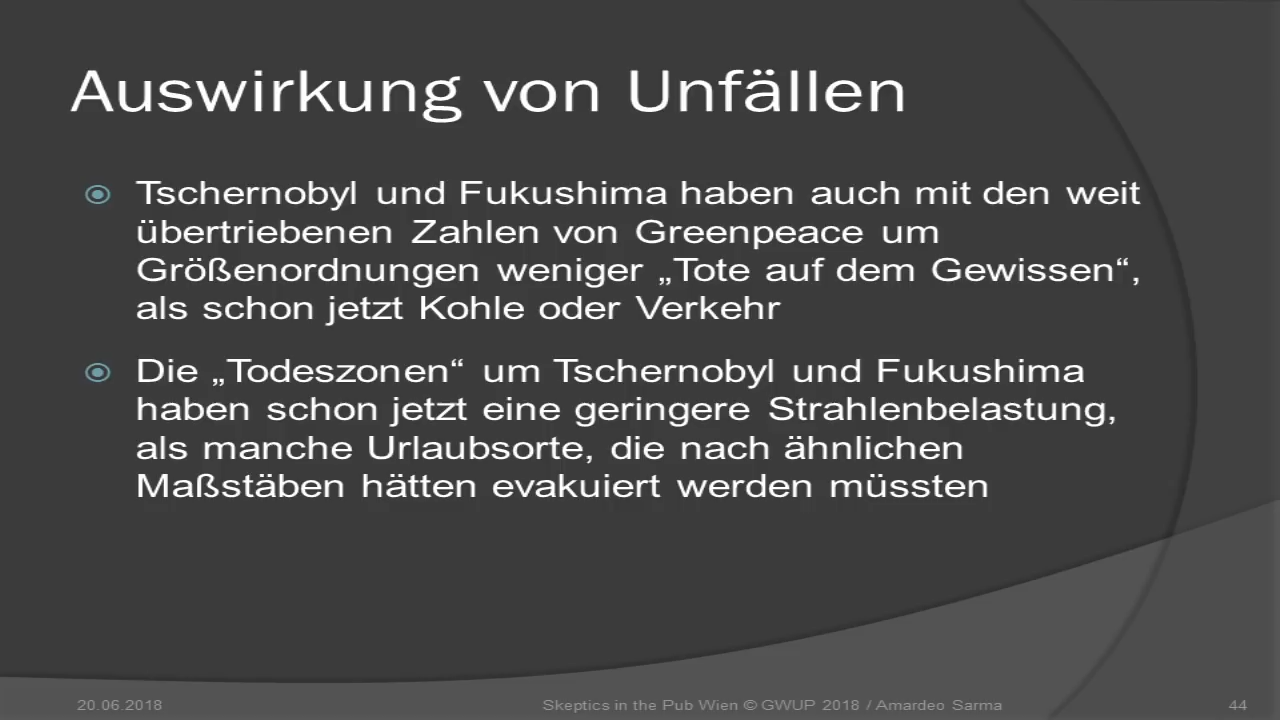 Auswirkung von Unfällen
Tschernobyl und Fukushima haben auch mit den weit
übertriebenen Zahlen von Greenpeace um
Größenordnungen weniger „Tote auf dem Gewissen“,
als schon jetzt Kohle oder Verkehr
Die „Todeszonen“ um Tschernobyl und Fukushima
haben schon jetzt eine geringere Strahlenbelastung,
als manche Urlaubsorte, die nach ähnlichen
Maßstäben hätten evakuiert werden müssten
20.06.2018
Skeptics in the Pub Wien © GWUP 2018 / Amardeo Sarma
44